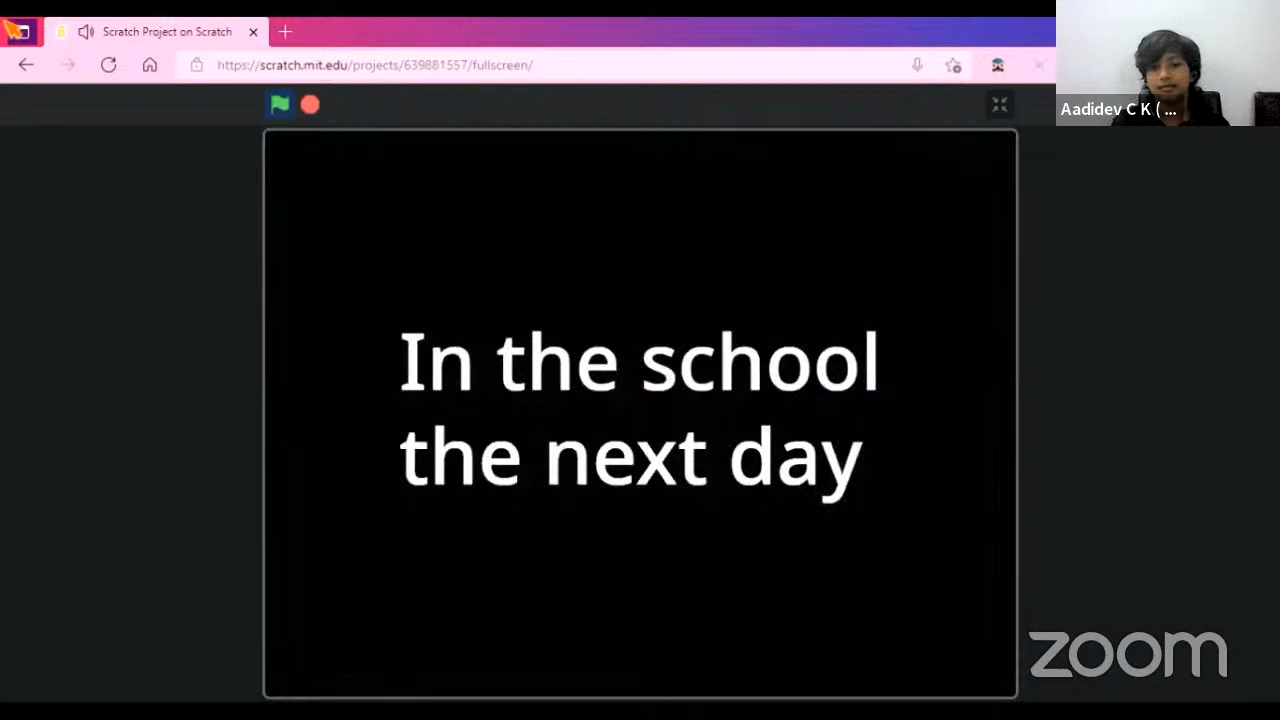 Scratch Project on Scratch
https://scratch.mit.edu/projects/639881557/fullscreen/
Aadidev C K ( ...
In the school
the next day
zoom